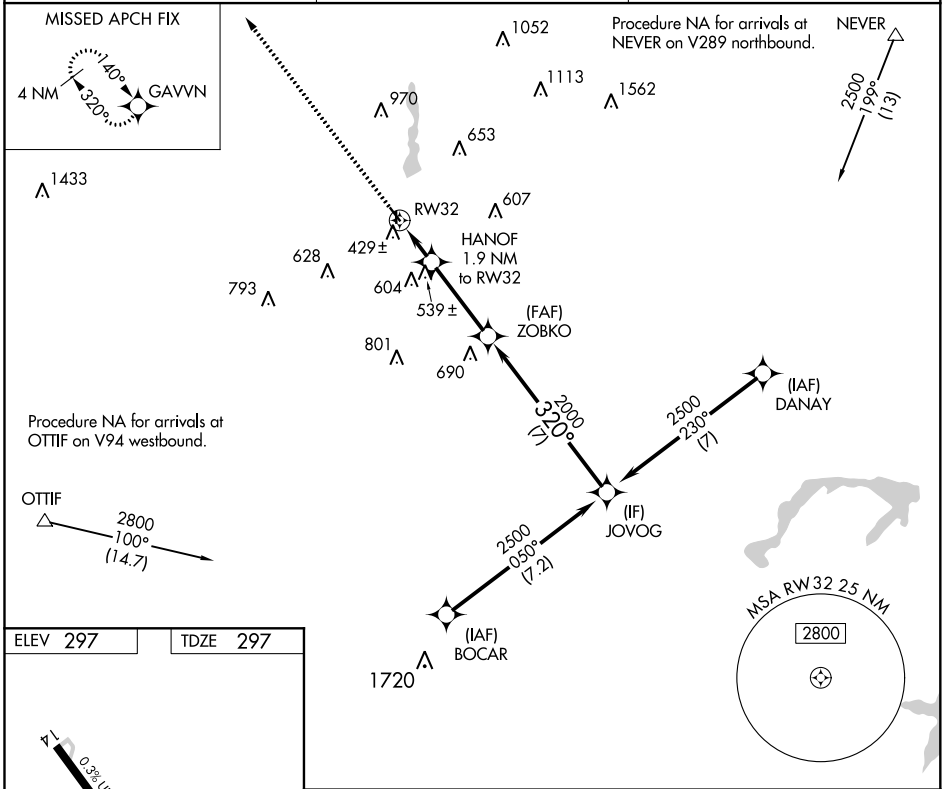 MISSED APCH FIX
140°
4 NM
320°
GAVVN
1052
Procedure NA for arrivals at
NEVER on V289 northbound.
NEVER
2500
199°
(13)
1113
1562
970
653
1433
607
RW32
429±
HANOF
1.9 NM
to RW32
628
793
604
539±
(FAF)
ZOBKO
801
690
(IAF)
DANAY
2500
230°
(7)
2000
320°
(7)
Procedure NA for arrivals at
OTTIF on V94 westbound.
OTTIF
2800
100°
(14.7)
(IF)
JOVOG
2500
050°
(7.2)
(IAF)
BOCAR
1720
MSA RW32 25 NM
2800
ELEV 297
TDZE 297
14
0.3%